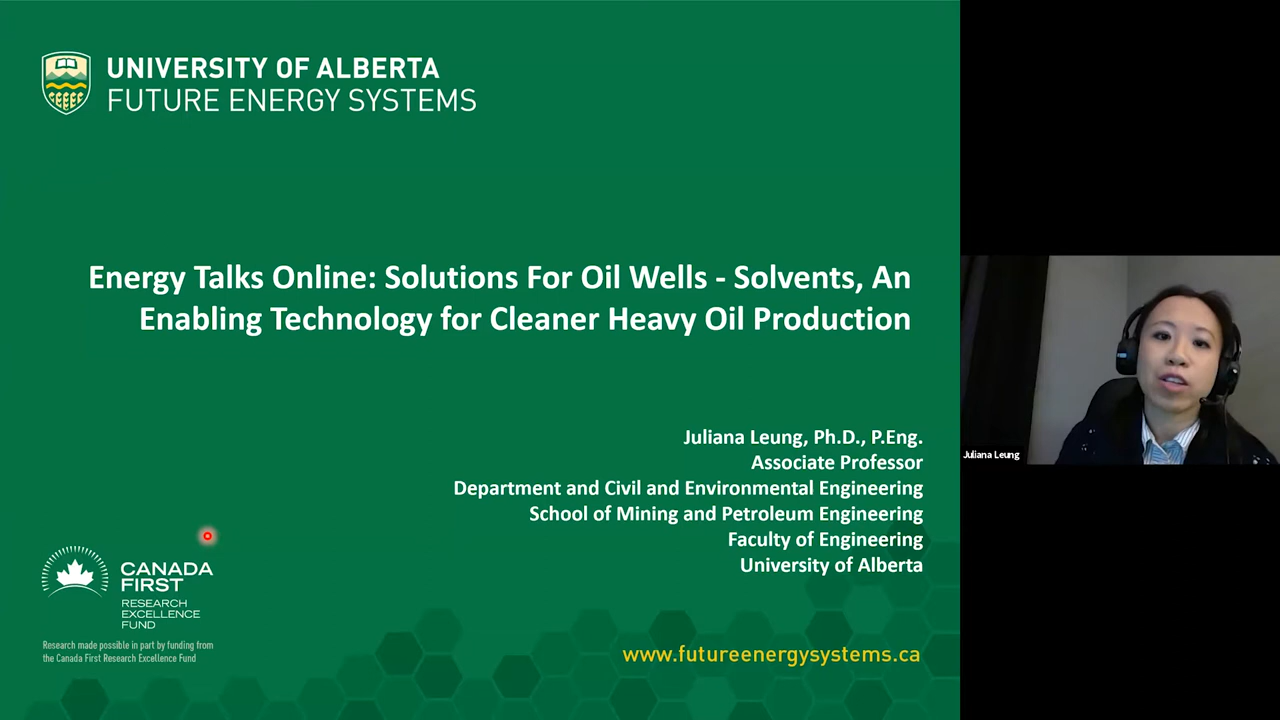 UNIVERSITY OF ALBERTA
FUTURE ENERGY SYSTEMS
Energy Talks Online: Solutions For Oil Wells - Solvents, An
Enabling Technology for Cleaner Heavy Oil Production
Juliana Leung, Ph.D., P.Eng.
Associate Professor
Department and Civil and Environmental Engineering
School of Mining and Petroleum Engineering
Faculty of Engineering
University of Alberta
CANADA
FIRST
RESEARCH
EXCELLENCE
FUND
Research made possible in part by funding from
the Canada First Research Excellence Fund
www.futureenergysystems.ca
Juliana Leung